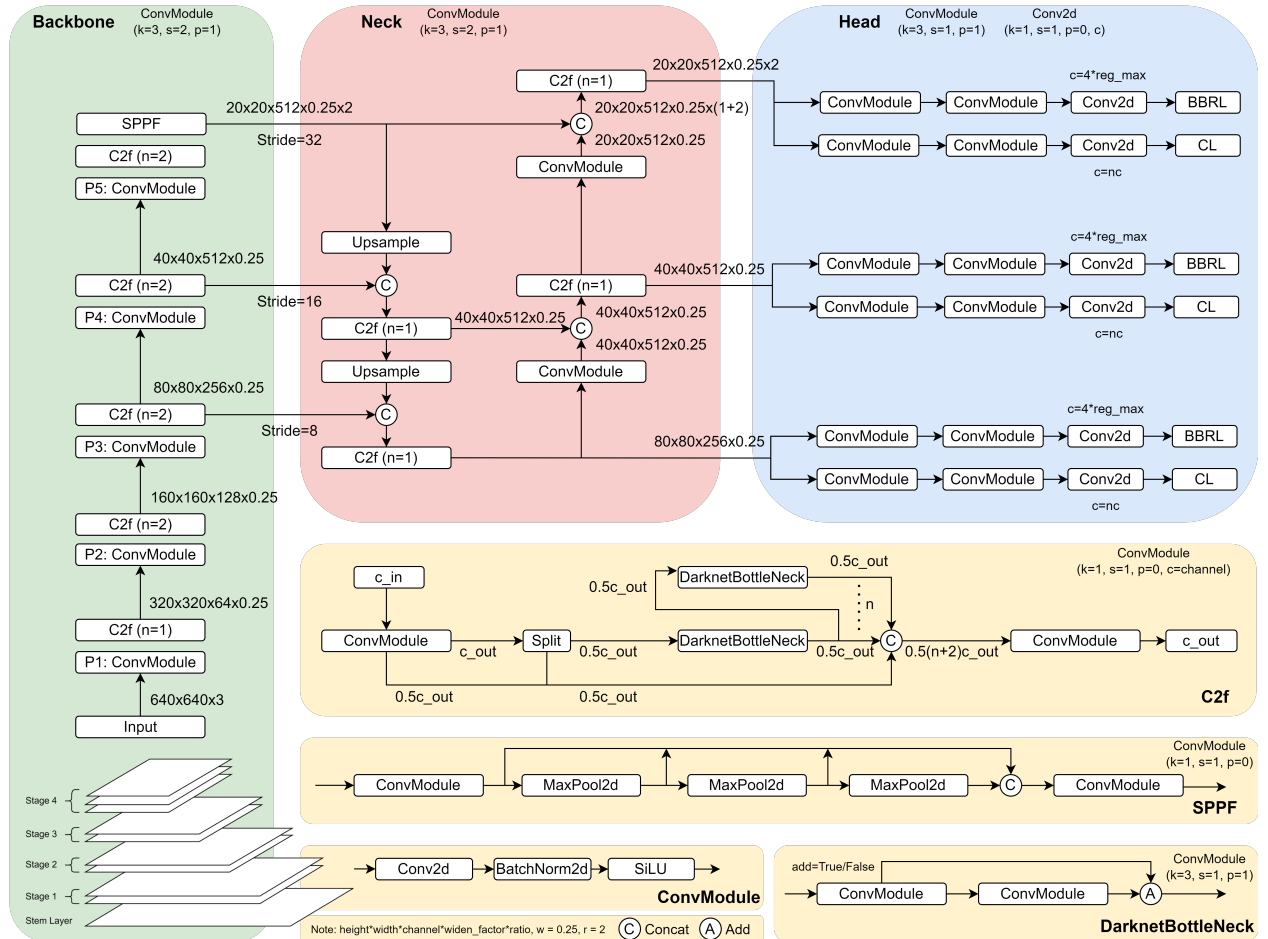 Backbone
ConvModule
(k=3, s=2, p=1)
SPPF
20x20x512x0.25x2
Stride=32
C2f (n=2)
P5: ConvModule
40x40x512x0.25
C2f (n=2)
Stride=16
P4: ConvModule
80x80x256x0.25
C2f (n=2)
Stride=8
P3: ConvModule
160x160x128x0.25
C2f (n=2)
P2: ConvModule
320x320x64x0.25
C2f (n=1)
P1: ConvModule
640x640x3
Input
Stage 4
Stage 3
Stage 2
Stage 1
Stem Layer
Neck
ConvModule
(k=3, s=2, p=1)
C2f (n=1)
20x20x512x0.25x2
20x20x512x0.25x(1+2)
C
20x20x512x0.25
ConvModule
Upsample
C
C2f (n=1)
40x40x512x0.25
C2f (n=1)
40x40x512x0.25
40x40x512x0.25
C
40x40x512x0.25
Upsample
ConvModule
C
C2f (n=1)
80x80x256x0.25
Head
ConvModule
(k=3, s=1, p=1)
Conv2d
(k=1, s=1, p=0, c)
c=4*reg_max
ConvModule
ConvModule
Conv2d
BBRL
ConvModule
ConvModule
Conv2d
CL
c=nc
c=4*reg_max
ConvModule
ConvModule
Conv2d
BBRL
ConvModule
ConvModule
Conv2d
CL
c=nc
c=4*reg_max
ConvModule
ConvModule
Conv2d
BBRL
ConvModule
ConvModule
Conv2d
CL
c=nc
ConvModule
(k=1, s=1, p=0, c=channel)
c_in
0.5c_out
DarknetBottleNeck
0.5c_out
n
ConvModule
c_out
Split
0.5c_out
DarknetBottleNeck
0.5c_out
C
0.5(n+2)c_out
ConvModule
c_out
0.5c_out
0.5c_out
C2f
ConvModule
(k=1, s=1, p=0)
ConvModule
MaxPool2d
MaxPool2d
MaxPool2d
C
ConvModule
SPPF
Conv2d
BatchNorm2d
SiLU
ConvModule
Note: height*width*channel*widen_factor*ratio, w = 0.25, r = 2
C
Concat
A
Add
add=True/False
ConvModule
(k=3, s=1, p=1)
ConvModule
ConvModule
A
DarknetBottleNeck